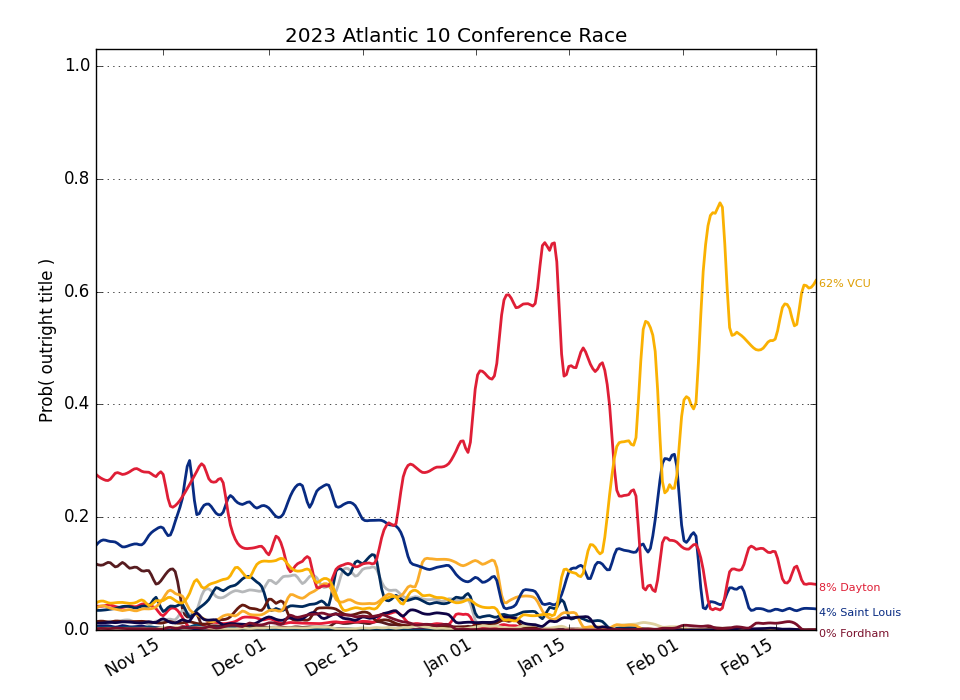 2023 Atlantic 10 Conference Race
Prob( outright title )
1.0
0.8
0.6
0.4
0.2
0.0
Nov 15
Dec 01
Dec 15
Jan 01
Jan 15
Feb 01
Feb 15
62% VCU
8% Dayton
4% Saint Louis
0% Fordham